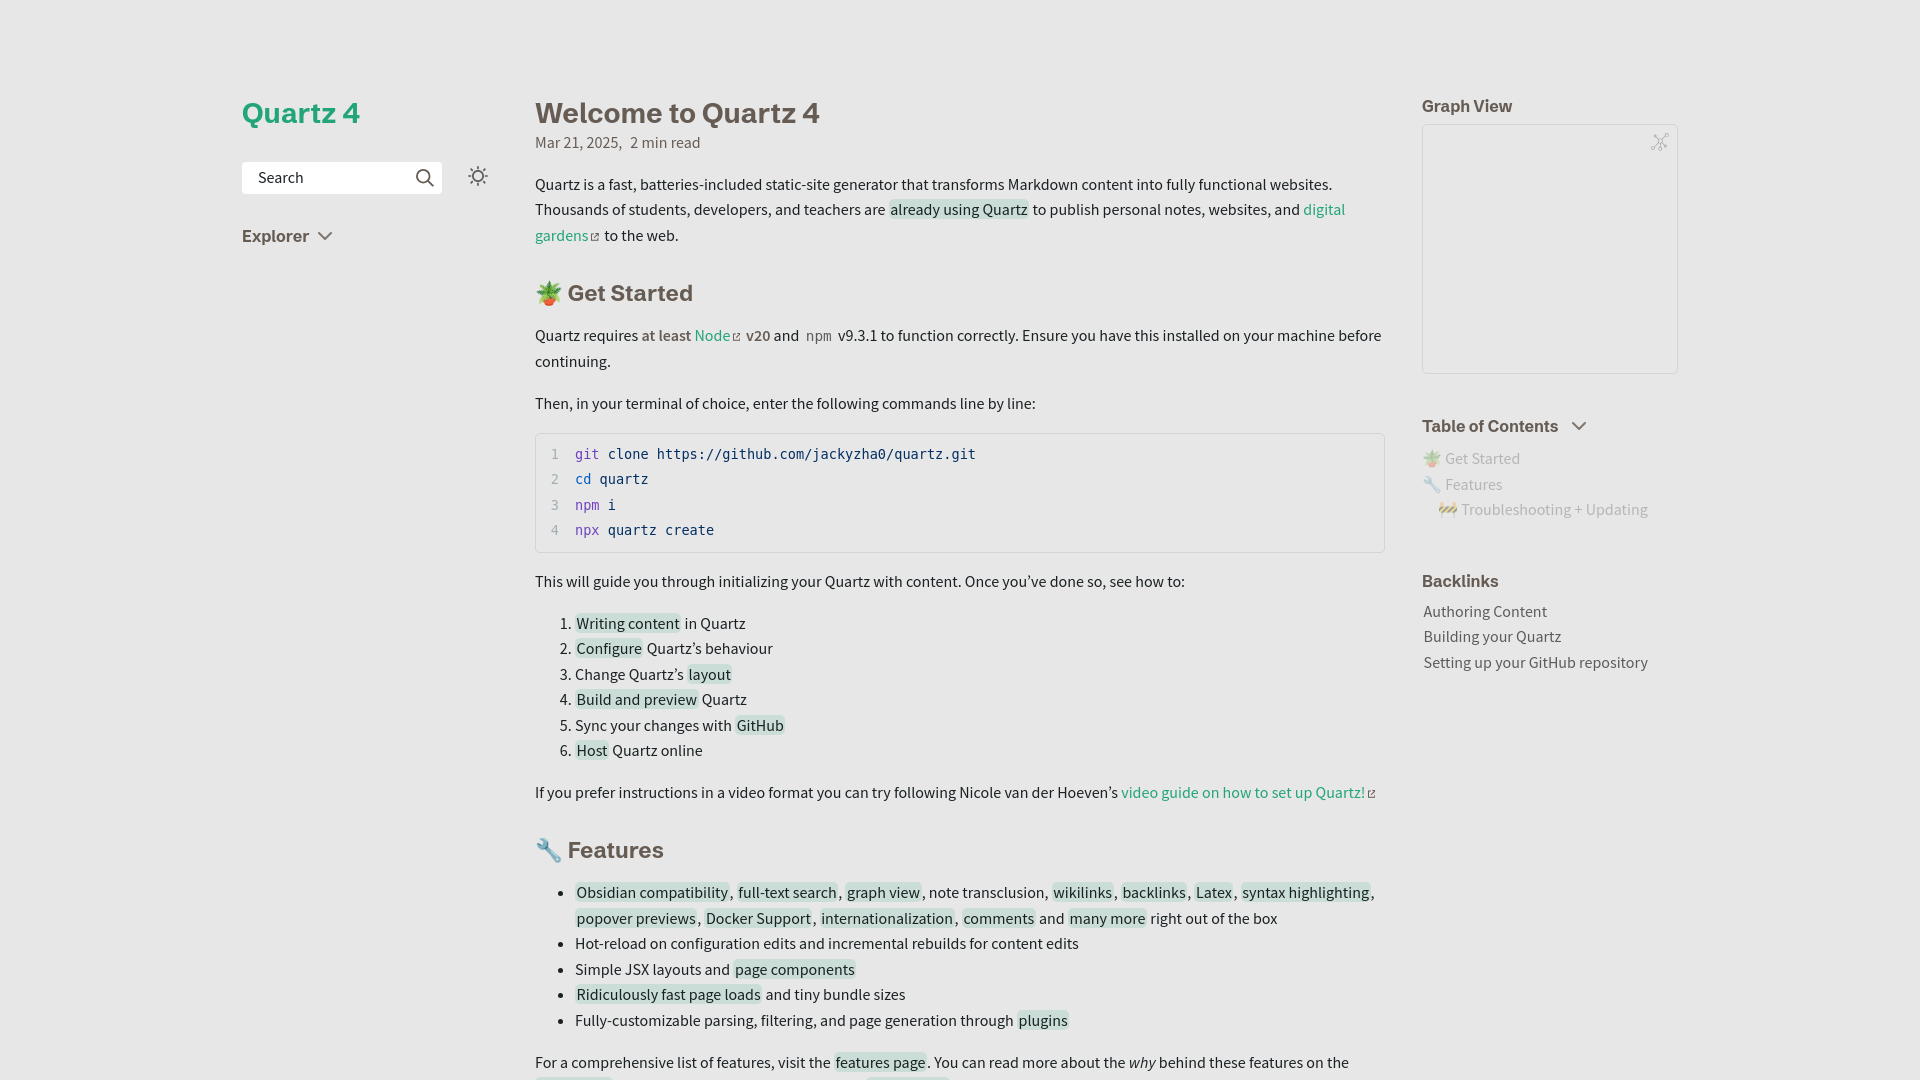 Quartz 4
Search
Explorer
Welcome to Quartz 4
Mar 21, 2025, 2 min read
Quartz is a fast, batteries-included static-site generator that transforms Markdown content into fully functional websites.
Thousands of students, developers, and teachers are already using Quartz to publish personal notes, websites, and digital
gardens to the web.
🪴 Get Started
Quartz requires at least Node v20 and npm v9.3.1 to function correctly. Ensure you have this installed on your machine before
continuing.
Then, in your terminal of choice, enter the following commands line by line:
1 git clone https://github.com/jackyzha0/quartz.git
2 cd quartz
3 npm i
4 npx quartz create
This will guide you through initializing your Quartz with content. Once you’ve done so, see how to:
1. Writing content in Quartz
2. Configure Quartz’s behaviour
3. Change Quartz’s layout
4. Build and preview Quartz
5. Sync your changes with GitHub
6. Host Quartz online
If you prefer instructions in a video format you can try following Nicole van der Hoeven’s video guide on how to set up Quartz!
🔧 Features
• Obsidian compatibility, full-text search, graph view, note transclusion, wikilinks, backlinks, Latex, syntax highlighting,
popover previews, Docker Support, internationalization, comments and many more right out of the box
• Hot-reload on configuration edits and incremental rebuilds for content edits
• Simple JSX layouts and page components
• Ridiculously fast page loads and tiny bundle sizes
• Fully-customizable parsing, filtering, and page generation through plugins
For a comprehensive list of features, visit the features page. You can read more about the why behind these features on the
Graph View
Table of Contents
🪴 Get Started
🔧 Features
🚧 Troubleshooting + Updating
Backlinks
Authoring Content
Building your Quartz
Setting up your GitHub repository